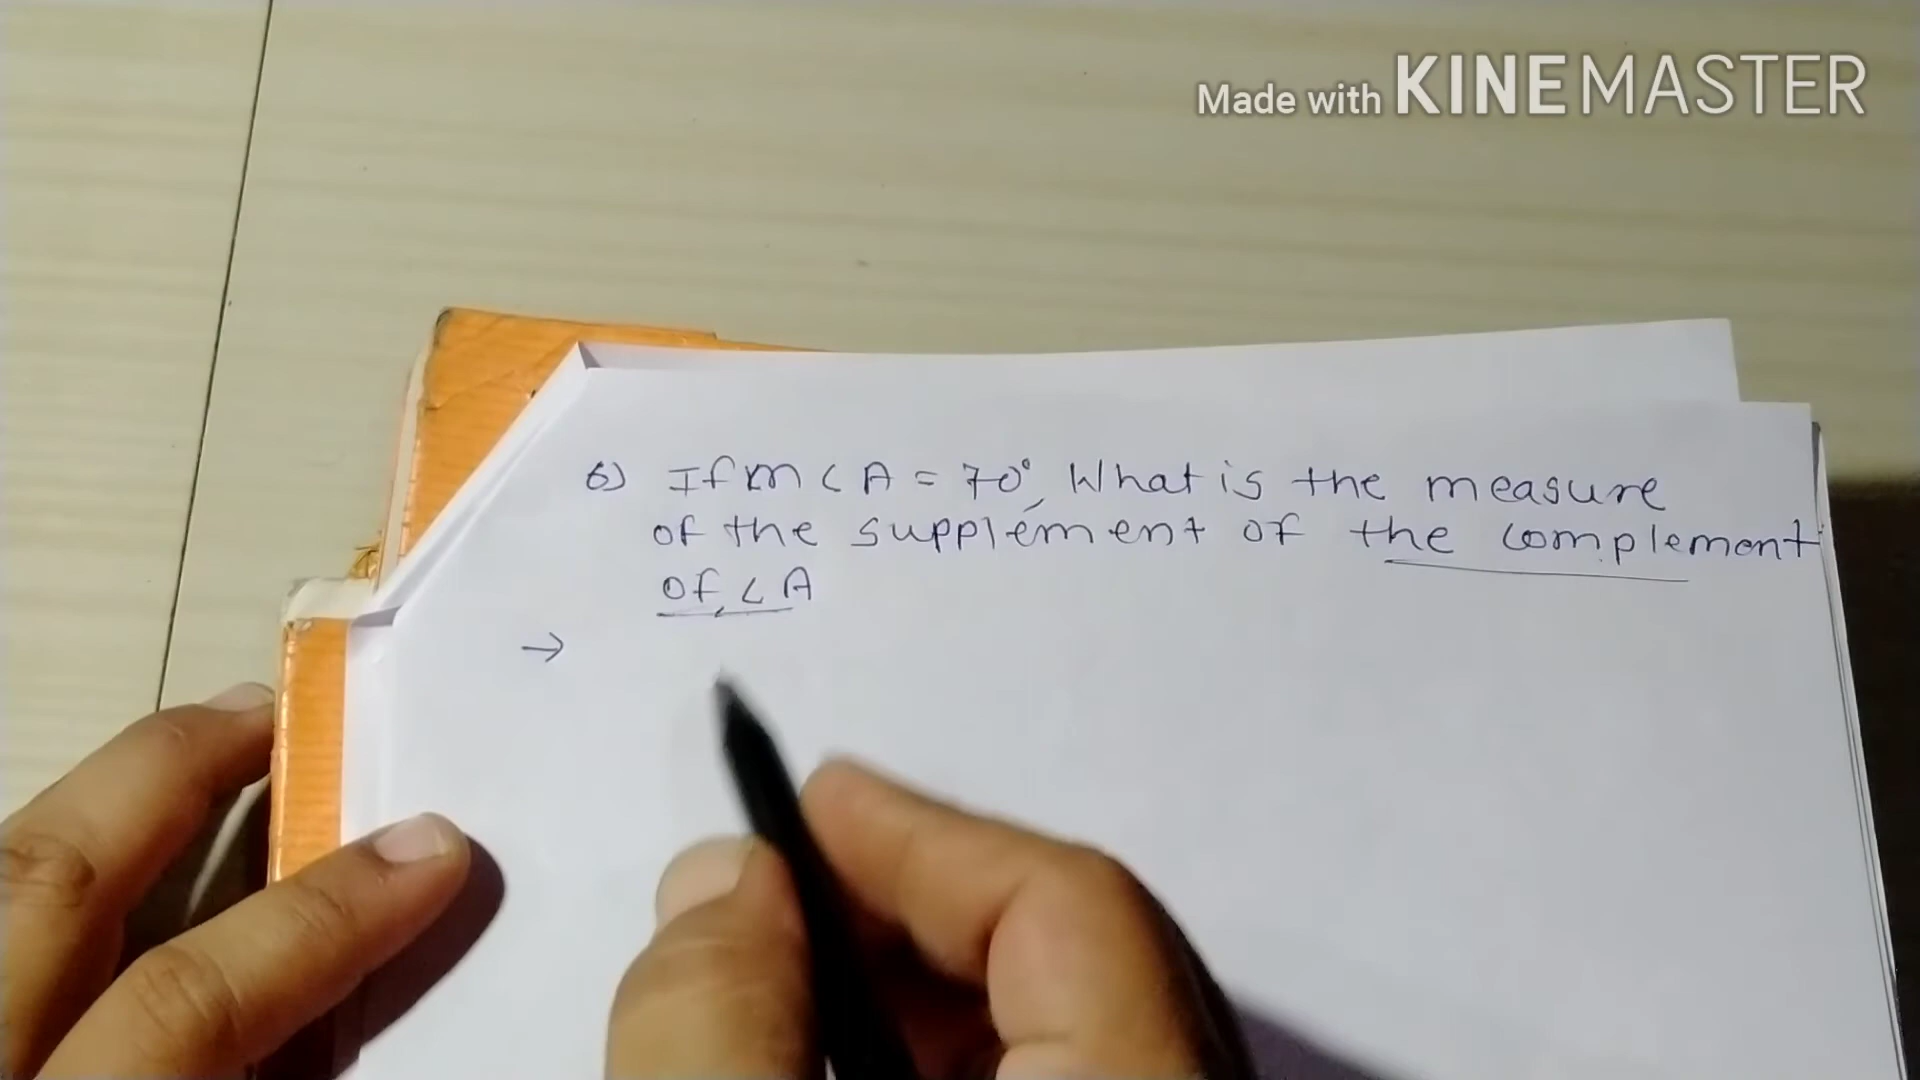 Made with KINEMASTER
6) If m < A = 70°, What is the measure
of the supplement of the complement
of < A
→